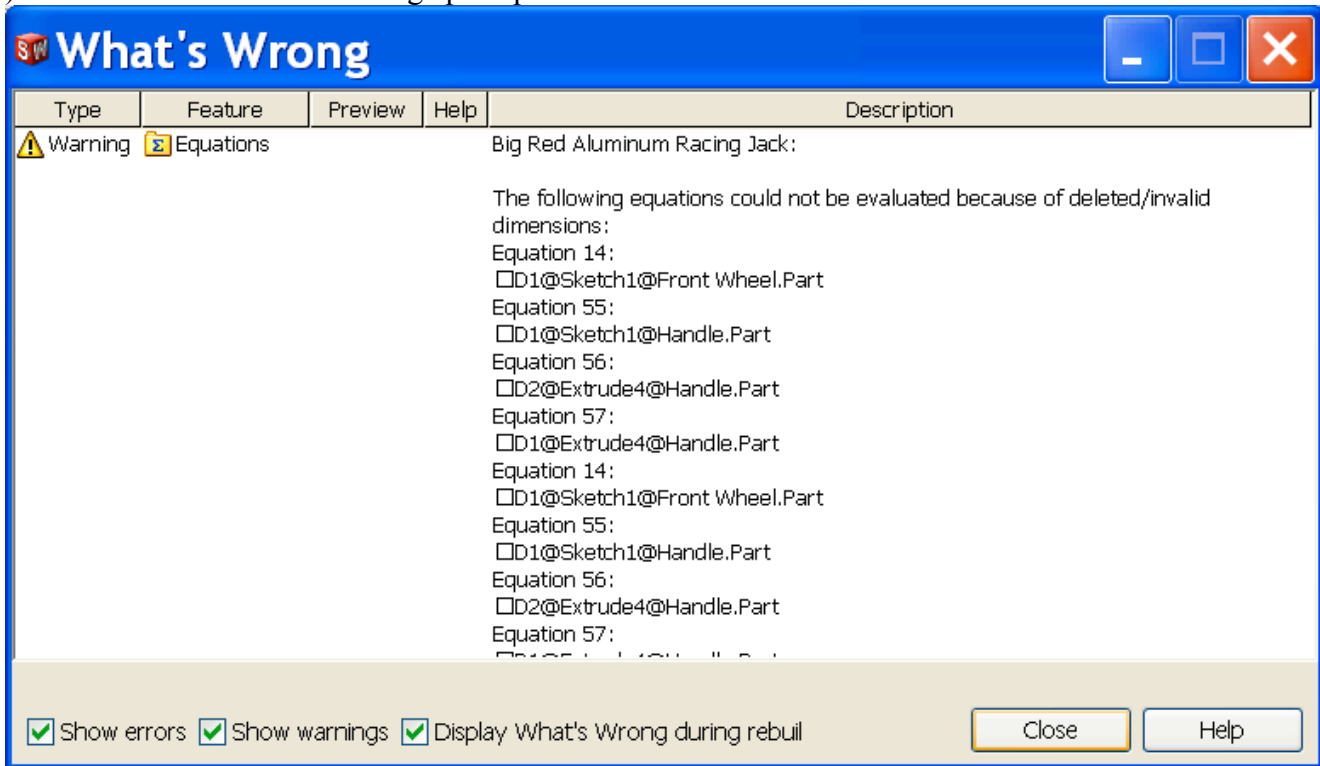 What's Wrong
Type Feature Preview Help Description
Warning Equations Big Red Aluminum Racing Jack:
The following equations could not be evaluated because of deleted/invalid
dimensions:
Equation 14:
□D1@Sketch1@Front Wheel.Part
Equation 55:
□D1@Sketch1@Handle.Part
Equation 56:
□D2@Extrude4@Handle.Part
Equation 57:
□D1@Extrude4@Handle.Part
Equation 14:
□D1@Sketch1@Front Wheel.Part
Equation 55:
□D1@Sketch1@Handle.Part
Equation 56:
□D2@Extrude4@Handle.Part
Equation 57:
Show errors Show warnings Display What's Wrong during rebuil Close Help